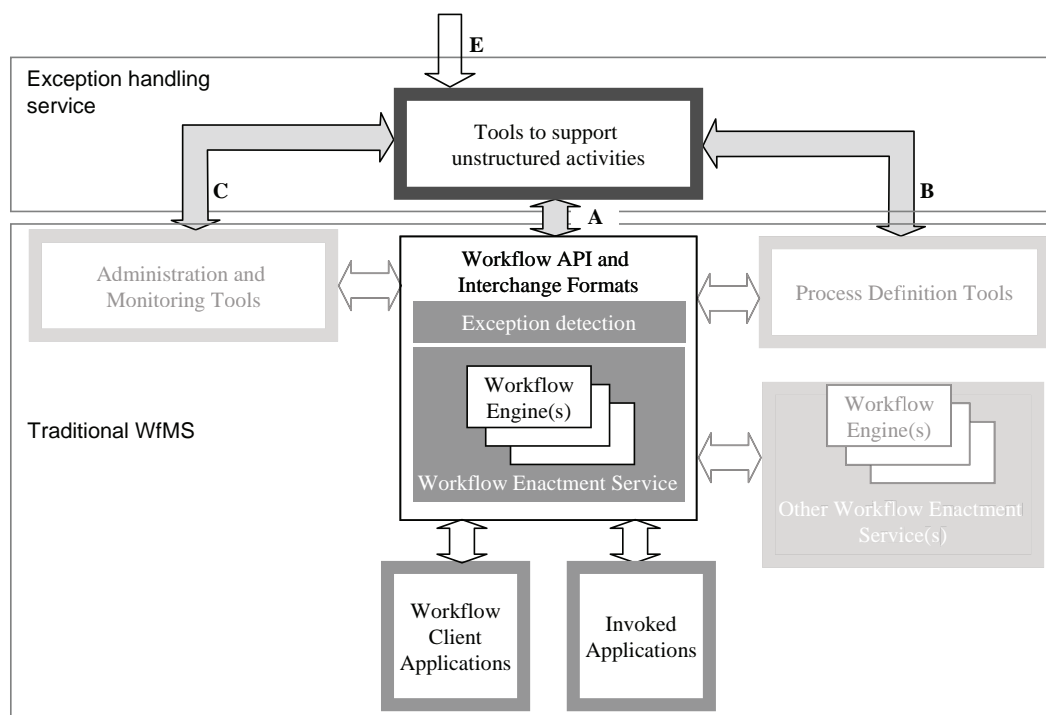 E
Exception handling
service
Tools to support
unstructured activities
C
B
A
Administration and
Monitoring Tools
Workflow API and
Interchange Formats
Process Definition Tools
Exception detection
Workflow
Engine(s)
Workflow Enactment Service
Traditional WfMS
Workflow
Engine(s)
Other Workflow Enactment
Service(s)
Workflow
Client
Applications
Invoked
Applications